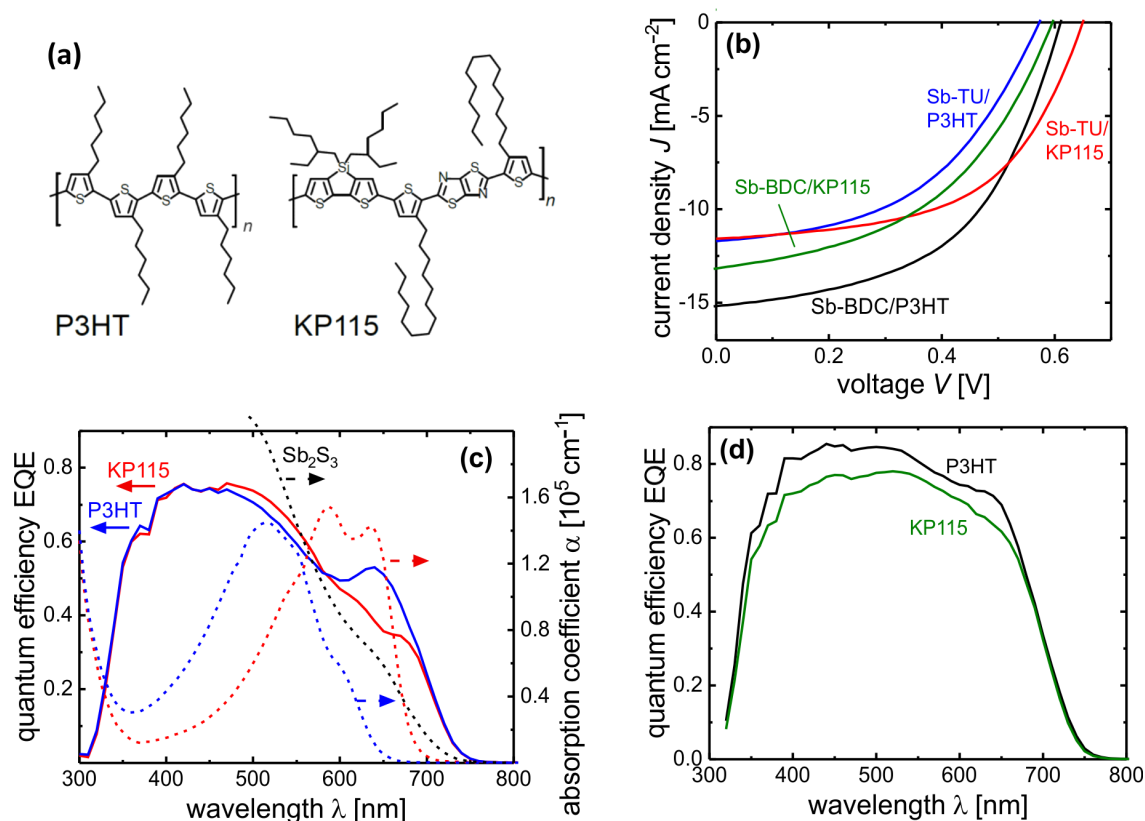 (a)
Si
S
S
S
N
S
S
N
S
n
S
S
S
S
n
P3HT
KP115
(b)
current density J [mA cm⁻²]
0
-5
-10
-15
0.0
0.2
0.4
0.6
voltage V [V]
Sb-TU/
P3HT
Sb-TU/
KP115
Sb-BDC/KP115
Sb-BDC/P3HT
(c)
quantum efficiency EQE
0.8
0.6
0.4
0.2
300
400
500
600
700
800
wavelength λ [nm]
KP115
P3HT
Sb₂S₃
1.6
1.2
0.8
0.4
absorption coefficient α [10⁵ cm⁻¹]
(d)
quantum efficiency EQE
0.8
0.6
0.4
0.2
0.0
300
400
500
600
700
800
wavelength λ [nm]
P3HT
KP115